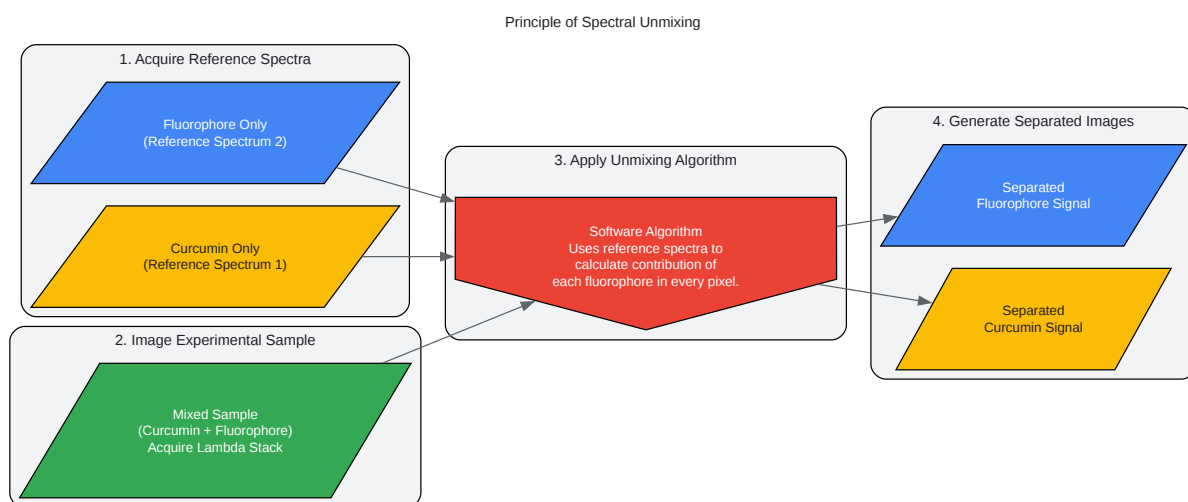 Principle of Spectral Unmixing
1. Acquire Reference Spectra
Fluorophore Only
(Reference Spectrum 2)
Curcumin Only
(Reference Spectrum 1)
2. Image Experimental Sample
Mixed Sample
(Curcumin + Fluorophore)
Acquire Lambda Stack
3. Apply Unmixing Algorithm
Software Algorithm
Uses reference spectra to
calculate contribution of
each fluorophore in every pixel.
4. Generate Separated Images
Separated
Fluorophore Signal
Separated
Curcumin Signal